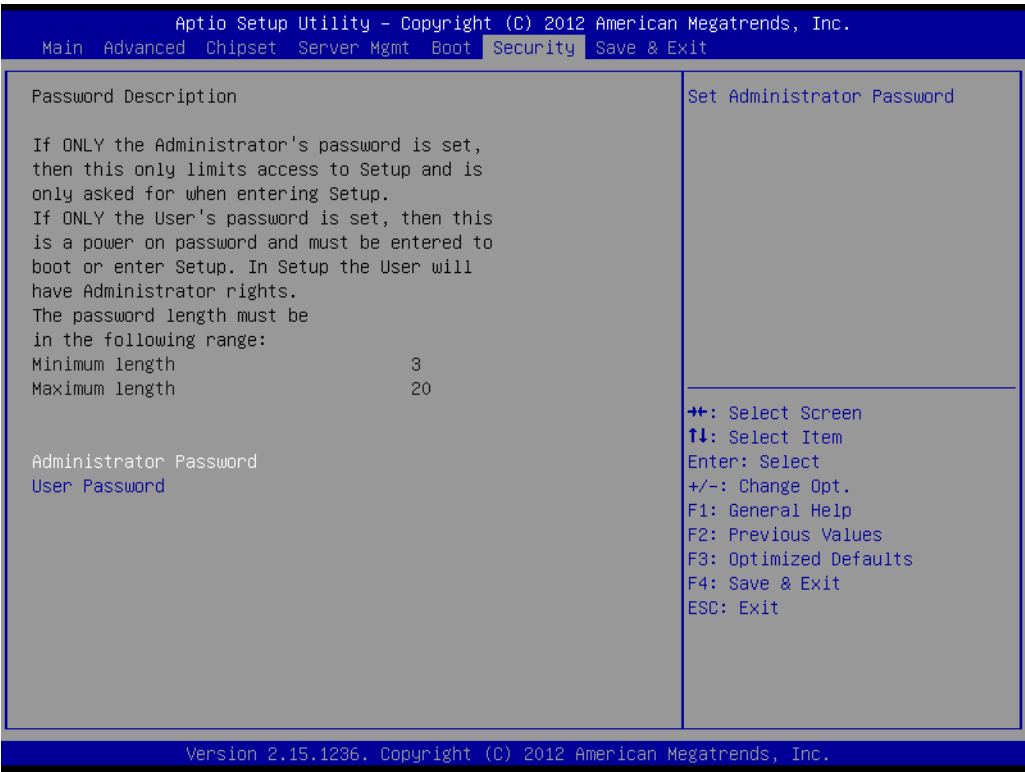 Aptio Setup Utility – Copyright (C) 2012 American Megatrends, Inc.
Main Advanced Chipset Server Mgmt Boot Security Save & Exit
Password Description
If ONLY the Administrator's password is set,
then this only limits access to Setup and is
only asked for when entering Setup.
If ONLY the User's password is set, then this
is a power on password and must be entered to
boot or enter Setup. In Setup the User will
have Administrator rights.
The password length must be
in the following range:
Minimum length 3
Maximum length 20
Administrator Password
User Password
Set Administrator Password
→←: Select Screen
↑↓: Select Item
Enter: Select
+/-: Change Opt.
F1: General Help
F2: Previous Values
F3: Optimized Defaults
F4: Save & Exit
ESC: Exit
Version 2.15.1236. Copyright (C) 2012 American Megatrends, Inc.